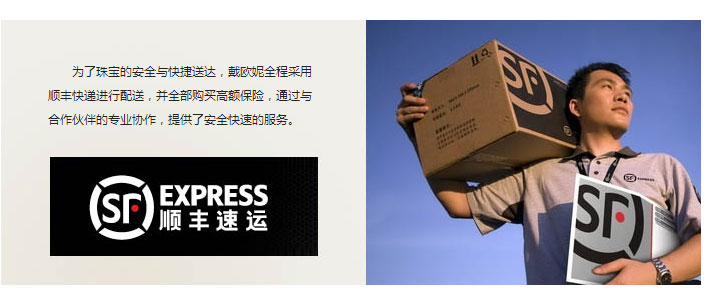 为了珠宝的安全与快捷送达，戴欧妮全程采用
顺丰快递进行配送，并全部购买高额保险，通过与
合作伙伴的专业协作，提供了安全快速的服务。
SF EXPRESS
顺丰速运
SF
SF EXPRESS
SF